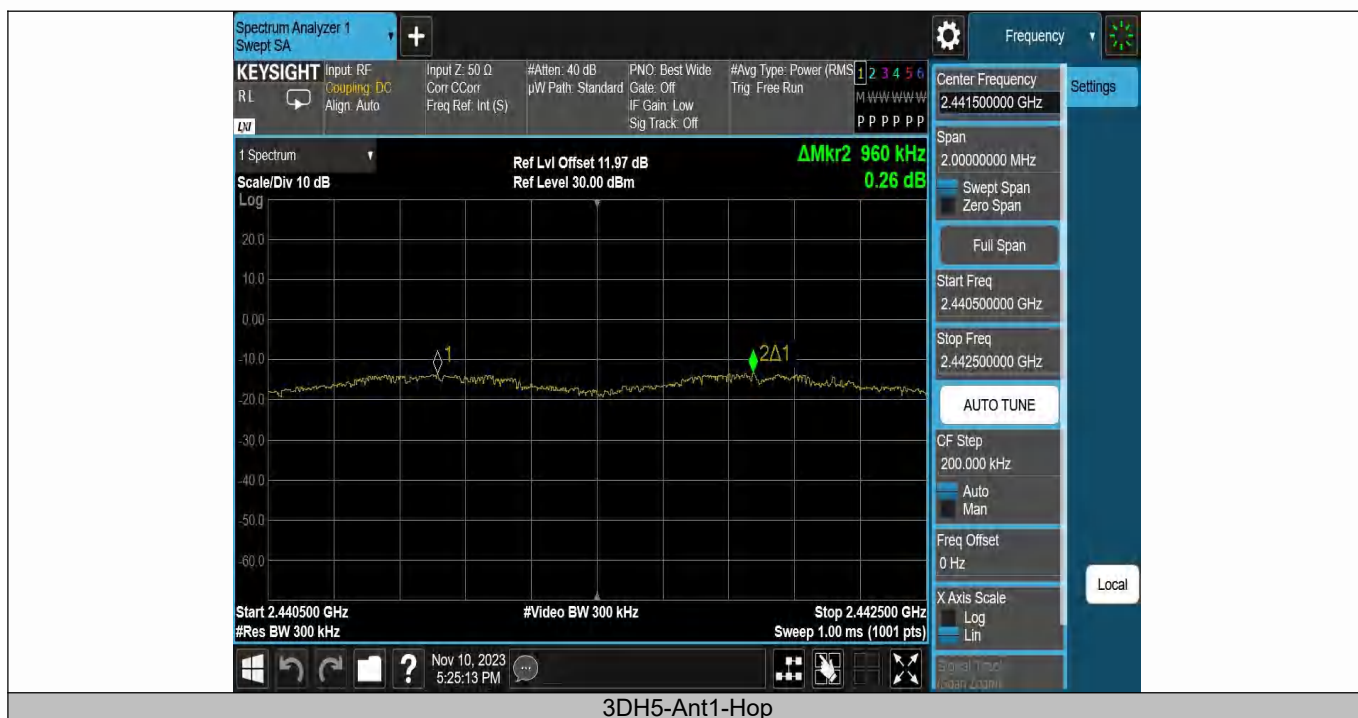 Spectrum Analyzer 1
Swept SA
+
Frequency
KEYSIGHT
R L
LXI
Input: RF
Coupling: DC
Align: Auto
Input Z: 50 Ω
Corr CCorr
Freq Ref: Int (S)
#Atten: 40 dB
µW Path: Standard
PNO: Best Wide
Gate: Off
IF Gain: Low
Sig Track: Off
#Avg Type: Power (RMS
Trig: Free Run
1 2 3 4 5 6
M W W W W W
P P P P P P
1 Spectrum
Scale/Div 10 dB
Log
Ref Lvl Offset 11.97 dB
Ref Level 30.00 dBm
ΔMkr2 960 kHz
0.26 dB
20.0
10.0
0.00
-10.0
-20.0
-30.0
-40.0
-50.0
-60.0
1
2Δ1
Start 2.440500 GHz
#Res BW 300 kHz
#Video BW 300 kHz
Stop 2.442500 GHz
Sweep 1.00 ms (1001 pts)
Center Frequency
2.441500000 GHz
Settings
Span
2.00000000 MHz
Swept Span
Zero Span
Full Span
Start Freq
2.440500000 GHz
Stop Freq
2.442500000 GHz
AUTO TUNE
CF Step
200.000 kHz
Auto
Man
Freq Offset
0 Hz
X Axis Scale
Log
Lin
Local
Signal Track
(Span Zoom)
?
Nov 10, 2023
5:25:13 PM
3DH5-Ant1-Hop